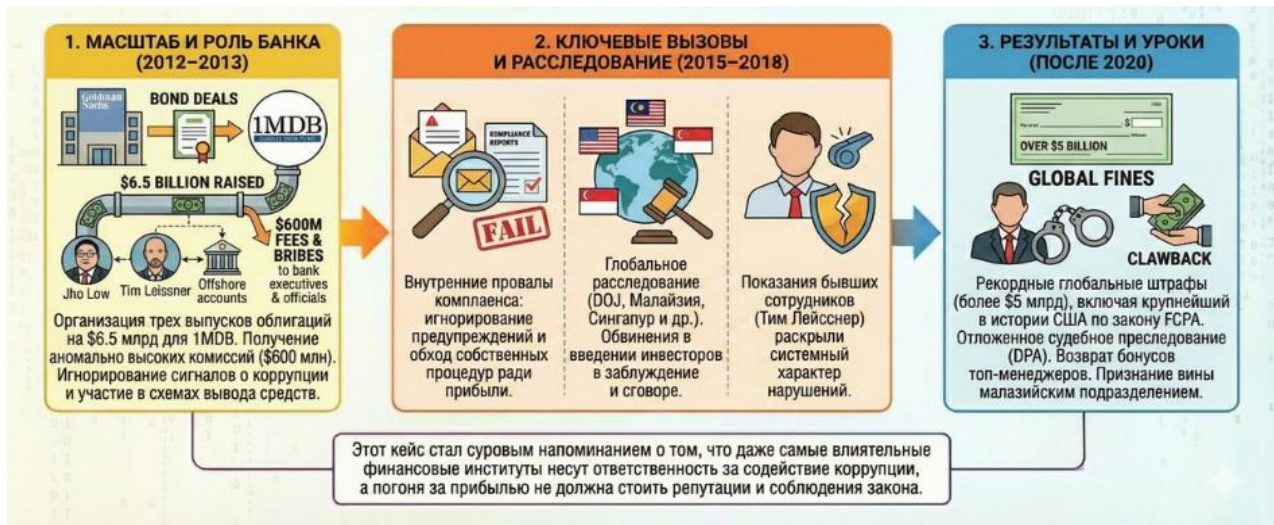 1. МАСШТАБ И РОЛЬ БАНКА
(2012–2013)
Goldman
Sachs
BOND DEALS
1MDB
$6.5 BILLION RAISED
$600M
FEES &
BRIBES
to bank
executives
& officials
Jho Low
Tim Leissner
Offshore
accounts
Организация трех выпусков облигаций
на $6.5 млрд для 1MDB. Получение
аномально высоких комиссий ($600 млн).
Игнорирование сигналов о коррупции
и участие в схемах вывода средств.
2. КЛЮЧЕВЫЕ ВЫЗОВЫ
И РАССЛЕДОВАНИЕ (2015–2018)
KOMPLIANCE
REPORTS
FAIL
Внутренние провалы
комплаенса:
игнорирование
предупреждений и
обход собственных
процедур ради
прибыли.
Глобальное
расследование
(DOJ, Малайзия,
Сингапур и др.).
Обвинения в
введении инвесторов
в заблуждение
и сговоре.
Показания бывших
сотрудников
(Тим Лейсснер)
раскрыли
системный
характер
нарушений.
3. РЕЗУЛЬТАТЫ И УРОКИ
(ПОСЛЕ 2020)
$
OVER $5 BILLION
GLOBAL FINES
CLAWBACK
Рекордные глобальные штрафы
(более $5 млрд), включая крупнейший
в истории США по закону FCPA.
Отложенное судебное преследование
(DPA). Возврат бонусов
топ-менеджеров. Признание вины
малазийским подразделением.
Этот кейс стал суровым напоминанием о том, что даже самые влиятельные
финансовые институты несут ответственность за содействие коррупции,
а погоня за прибылью не должна стоить репутации и соблюдения закона.